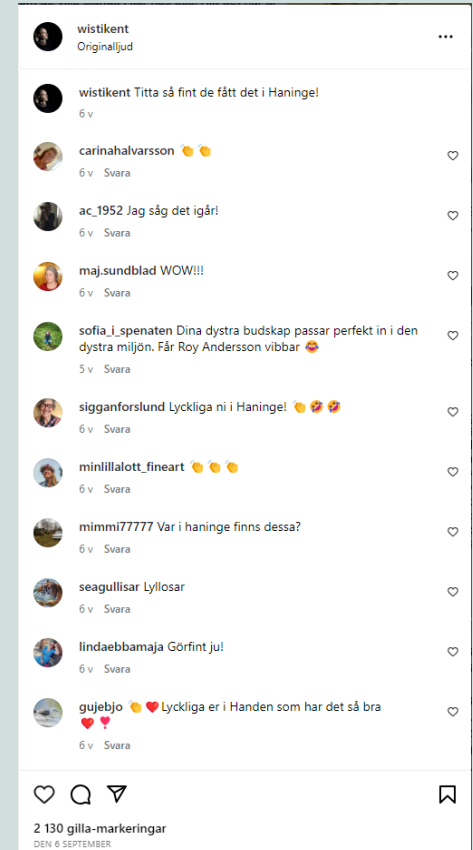 wistikent
Originalljud
wistikent Titta så fint de fått det i Haninge!
6 v
carinahalvarsson 👏👏
6 v Svara
ac_1952 Jag såg det igår!
6 v Svara
maj.sundblad WOW!!!
6 v Svara
sofia_i_spenaten Dina dystra budskap passar perfekt in i den
dystra miljön. Får Roy Andersson vibbar 😂
5 v Svara
sigganforslund Lyckliga ni i Haninge! 👏🤣🤣
6 v Svara
minlillalott_fineart 👏👏👏
6 v Svara
mimmi77777 Var i haninge finns dessa?
6 v Svara
seagullisar Lyllosar
6 v Svara
lindaebbamaja Görfint ju!
6 v Svara
gujebjo 👏❤️Lyckliga er i Handen som har det så bra
❤️❣️
6 v Svara
2 130 gilla-markeringar
DEN 6 SEPTEMBER